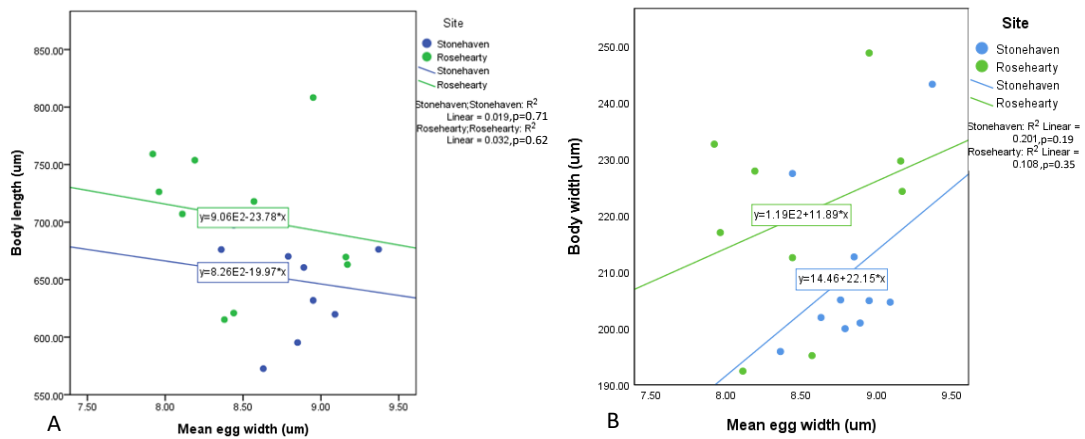 Site
Stonehaven
Rosehearty
Stonehaven
Rosehearty
Stonehaven;Stonehaven: R2
Linear = 0.019,p=0.71
Rosehearty;Rosehearty: R2
Linear = 0.032,p=0.62
Body length (um)
850.00
800.00
750.00
700.00
650.00
600.00
550.00
y=9.06E2-23.78*x
y=8.26E2-19.97*x
7.50 8.00 8.50 9.00 9.50
A
Mean egg width (um)
Site
Stonehaven
Rosehearty
Stonehaven
Rosehearty
Stonehaven: R2 Linear =
0.201,p=0.19
Rosehearty: R2 Linear =
0.108,p=0.35
Body width (um)
250.00
240.00
230.00
220.00
210.00
200.00
190.00
y=1.19E2+11.89*x
y=14.46+22.15*x
7.50 8.00 8.50 9.00 9.50
B
Mean egg width (um)